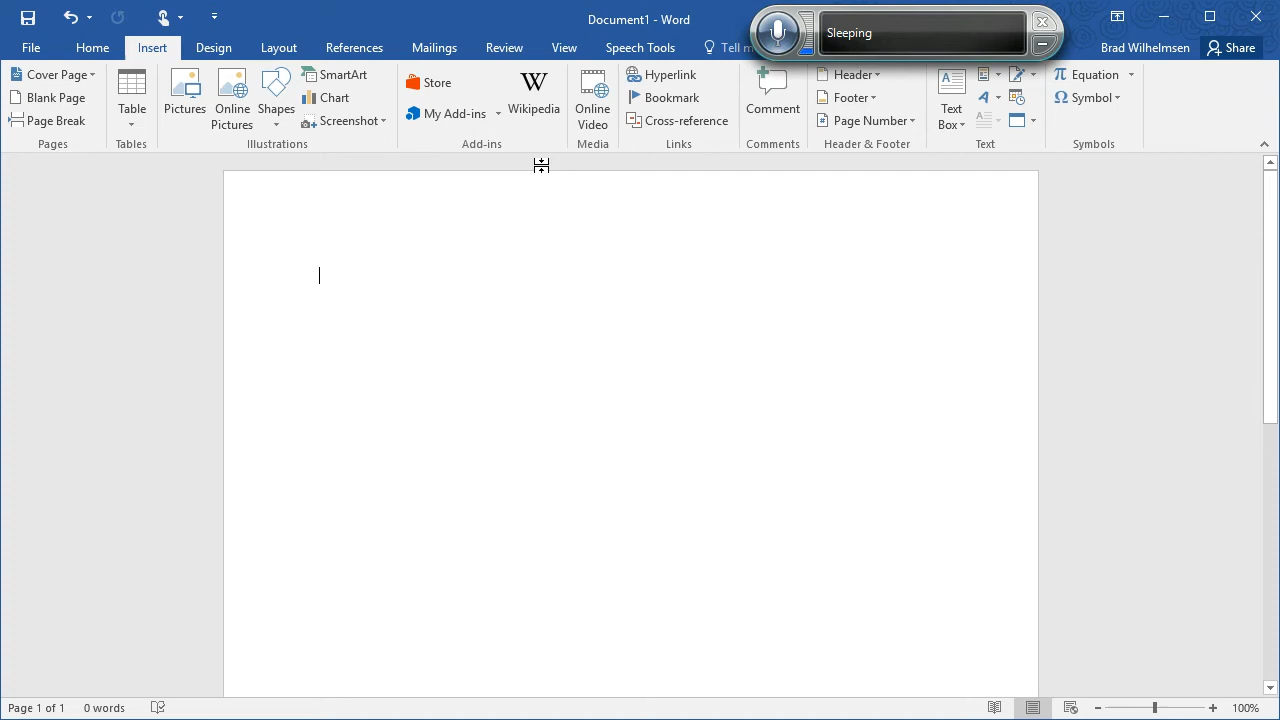 Document1 - Word
Sleeping
File Home Insert Design Layout References Mailings Review View Speech Tools Tell m Brad Wilhelmsen Share
Cover Page
Blank Page
Page Break
Pages
Table
Tables
Pictures
Online
Pictures
Shapes
SmartArt
Chart
Screenshot
Illustrations
Store
My Add-ins
W
Wikipedia
Add-ins
Online
Video
Media
Hyperlink
Bookmark
Cross-reference
Links
Comment
Comments
Header
Footer
Page Number
Header & Footer
Text
Box
Text
π Equation
Ω Symbol
Symbols
Page 1 of 1 0 words 100%